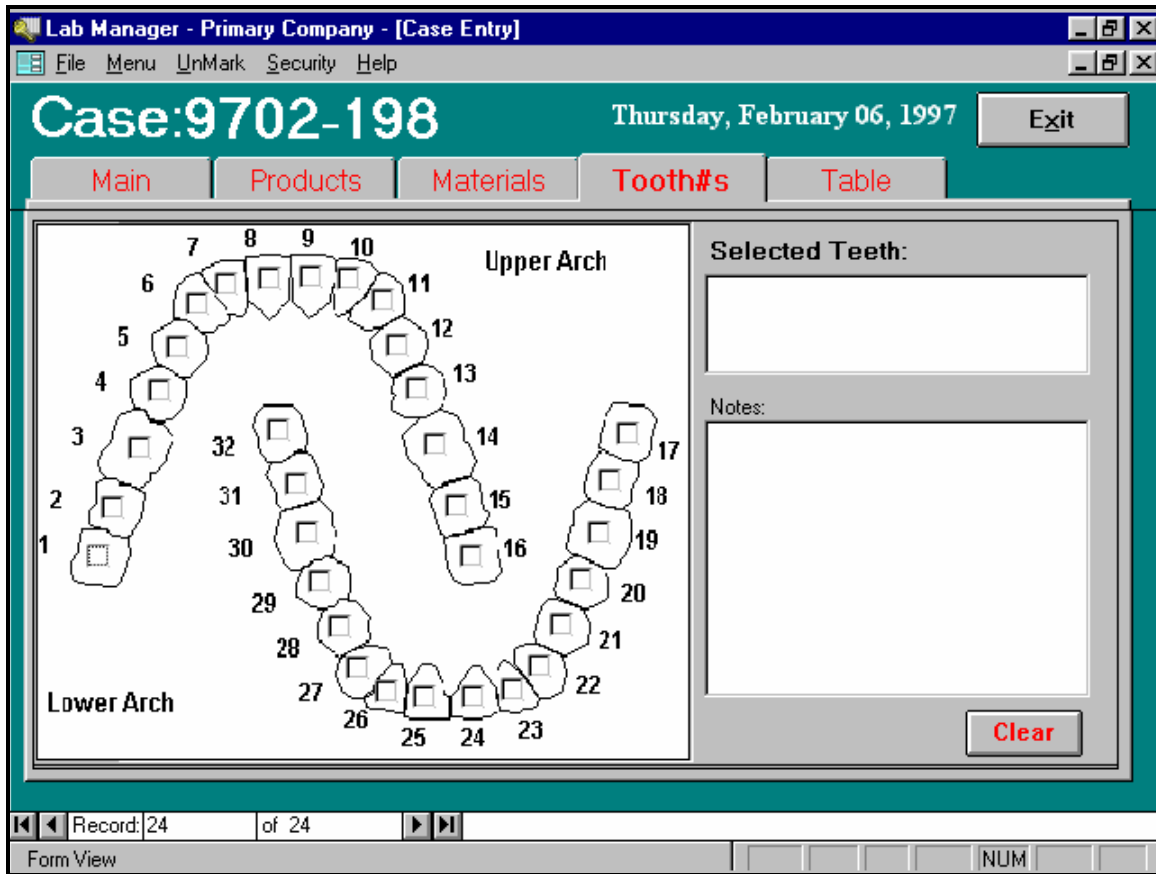 Lab Manager - Primary Company - [Case Entry]
File Menu UnMark Security Help
Case:9702-198
Thursday, February 06, 1997
Exit
Main Products Materials Tooth#s Table
Upper Arch
1
2
3
4
5
6
7
8
9
10
11
12
13
14
15
16
17
18
19
20
21
22
23
24
25
26
27
28
29
30
31
32
Lower Arch
Selected Teeth:
Notes:
Clear
Record: 24 of 24
Form View
NUM